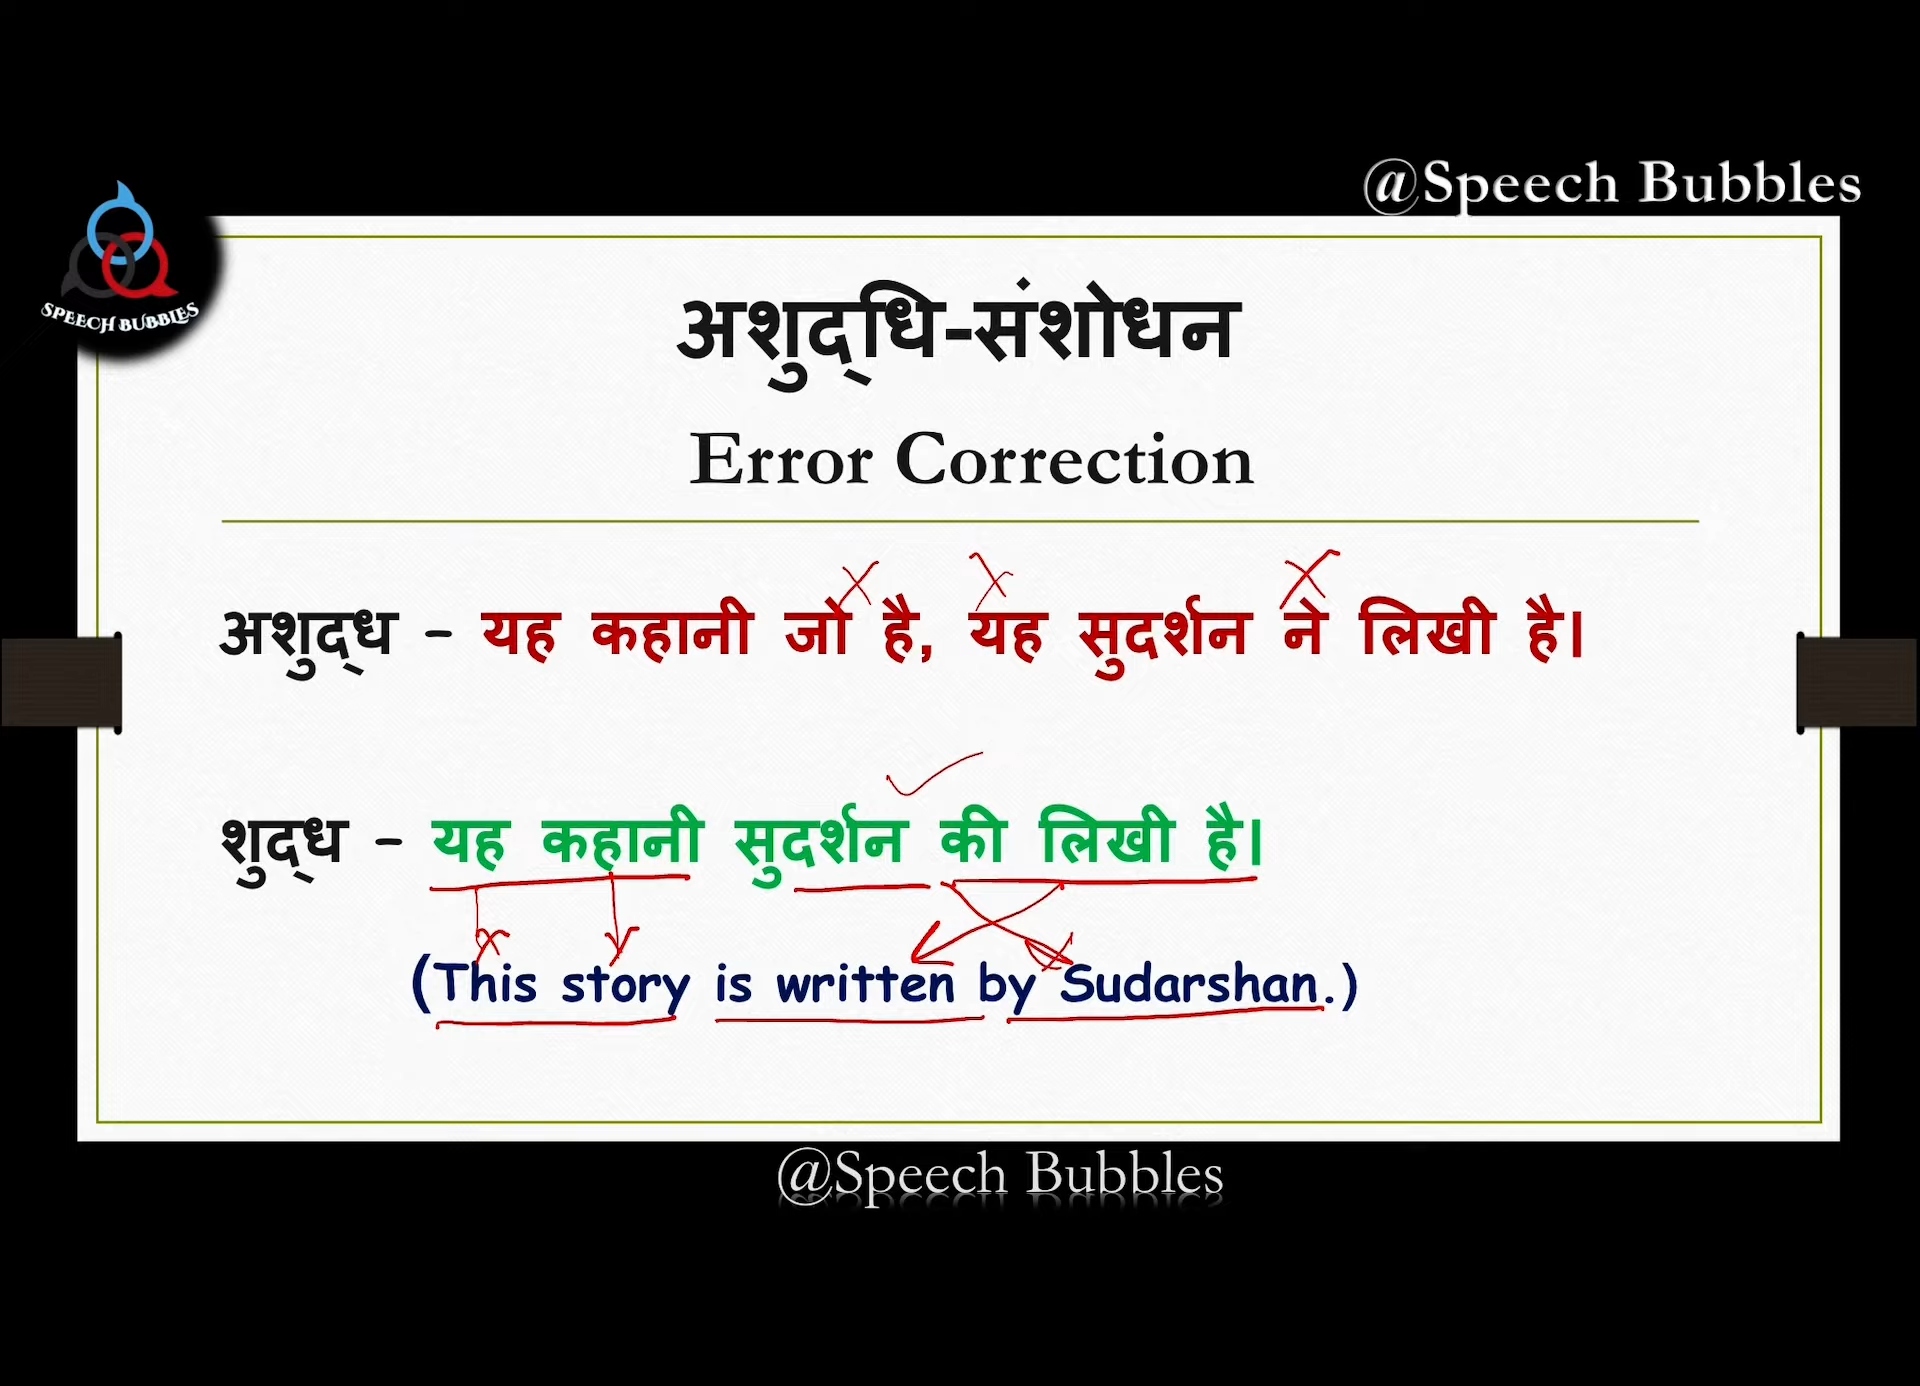 @Speech Bubbles
SPEECH BUBBLES
अशुद्धि-संशोधन
Error Correction
अशुद्ध - यह कहानी जो है, यह सुदर्शन ने लिखी है।
शुद्ध - यह कहानी सुदर्शन की लिखी है।
(This story is written by Sudarshan.)
@Speech Bubbles